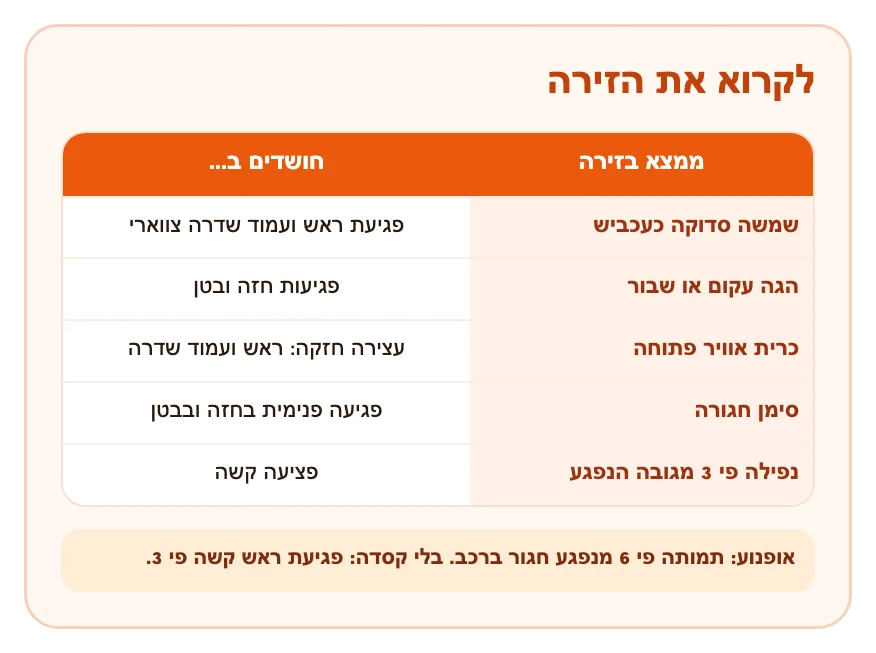 לקרוא את הזירה
ממצא בזירה חושדים ב...
שמשה סדוקה כעכביש פגיעת ראש ועמוד שדרה צווארי
הגה עקום או שבור פגיעות חזה ובטן
כרית אוויר פתוחה עצירה חזקה: ראש ועמוד שדרה
סימן חגורה פגיעה פנימית בחזה ובבטן
נפילה פי 3 מגובה הנפגע פציעה קשה
אופנוע: תמותה פי 6 מנפגע חגור ברכב. בלי קסדה: פגיעת ראש קשה פי 3.